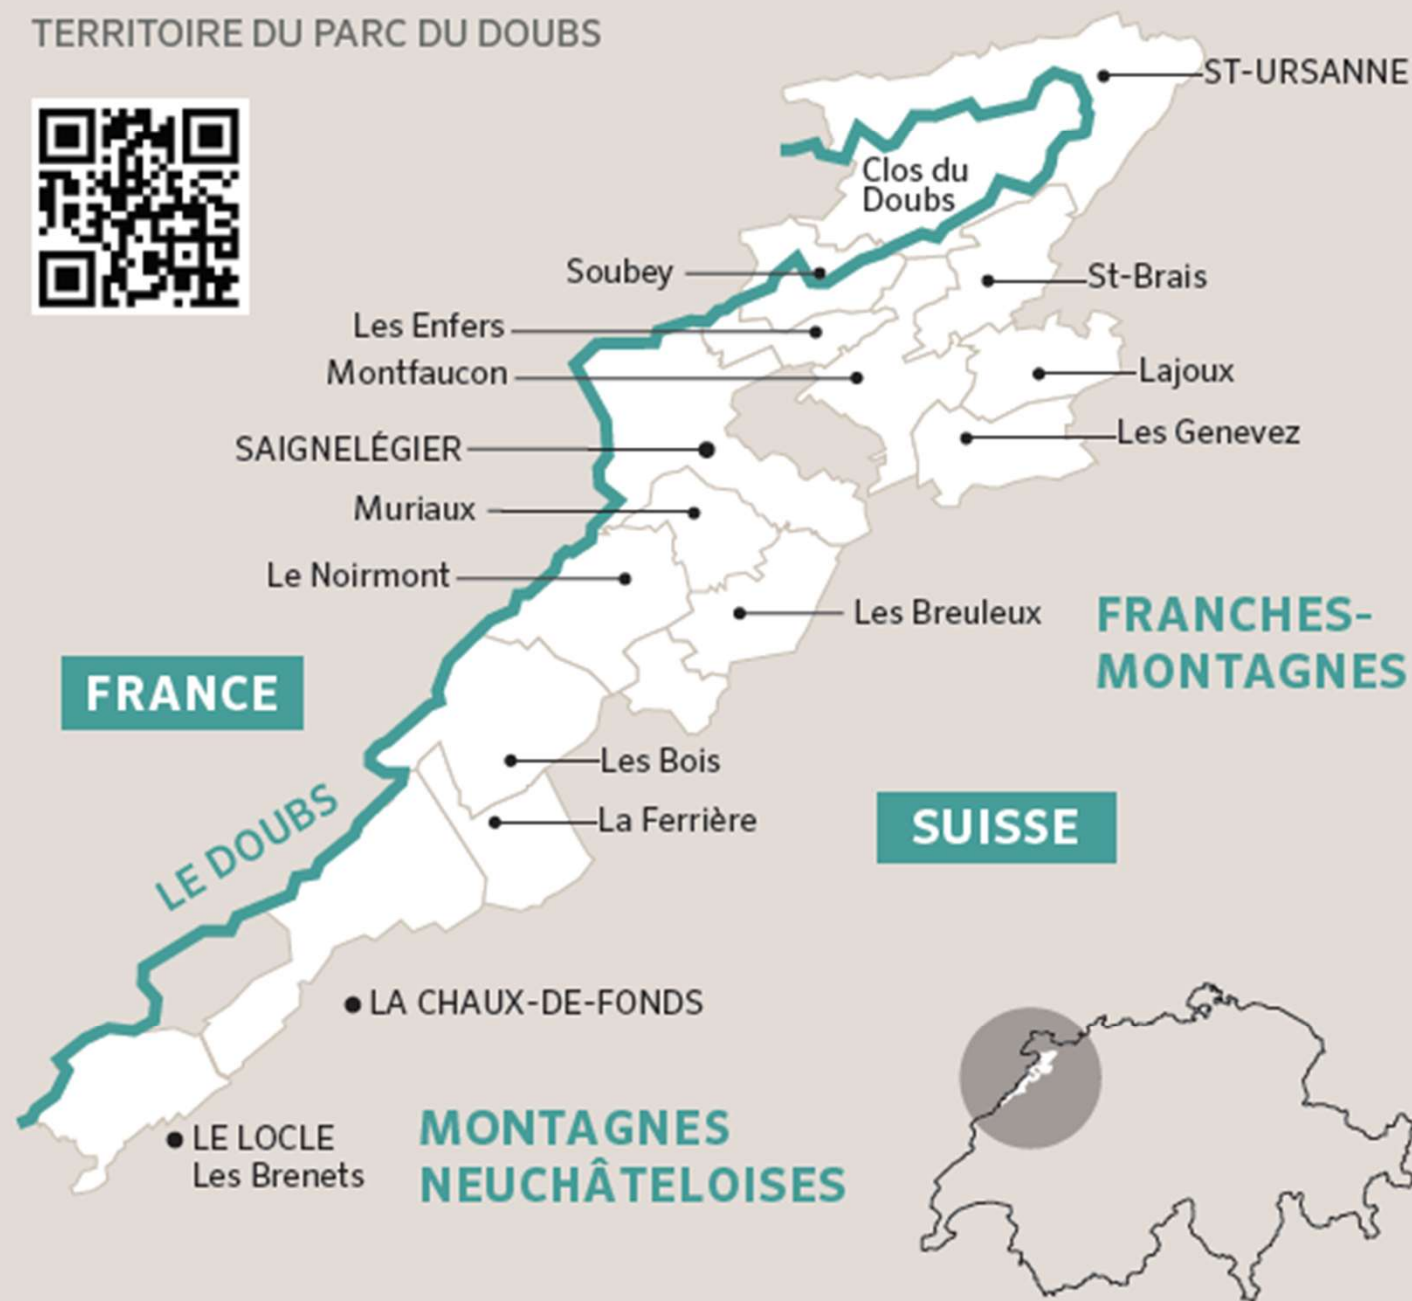 TERRITOIRE DU PARC DU DOUBS
ST-URSANNE
Clos du
Doubs
Soubey
St-Brais
Les Enfers
Montfaucon
Lajoux
SAIGNELÉGIER
Les Genevez
Muriaux
Le Noirmont
Les Breuleux
FRANCHES-
MONTAGNES
FRANCE
Les Bois
LE DOUBS
La Ferrière
SUISSE
LA CHAUX-DE-FONDS
LE LOCLE
Les Brenets
MONTAGNES
NEUCHÂTELOISES